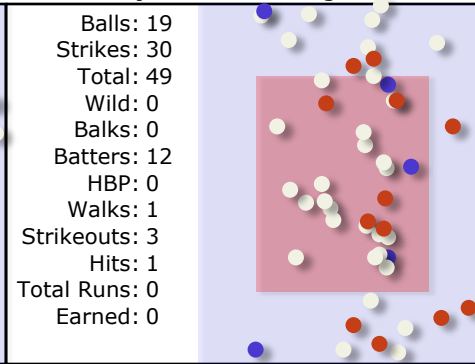 Balls: 19
Strikes: 30
Total: 49
Wild: 0
Balks: 0
Batters: 12
HBP: 0
Walks: 1
Strikeouts: 3
Hits: 1
Total Runs: 0
Earned: 0